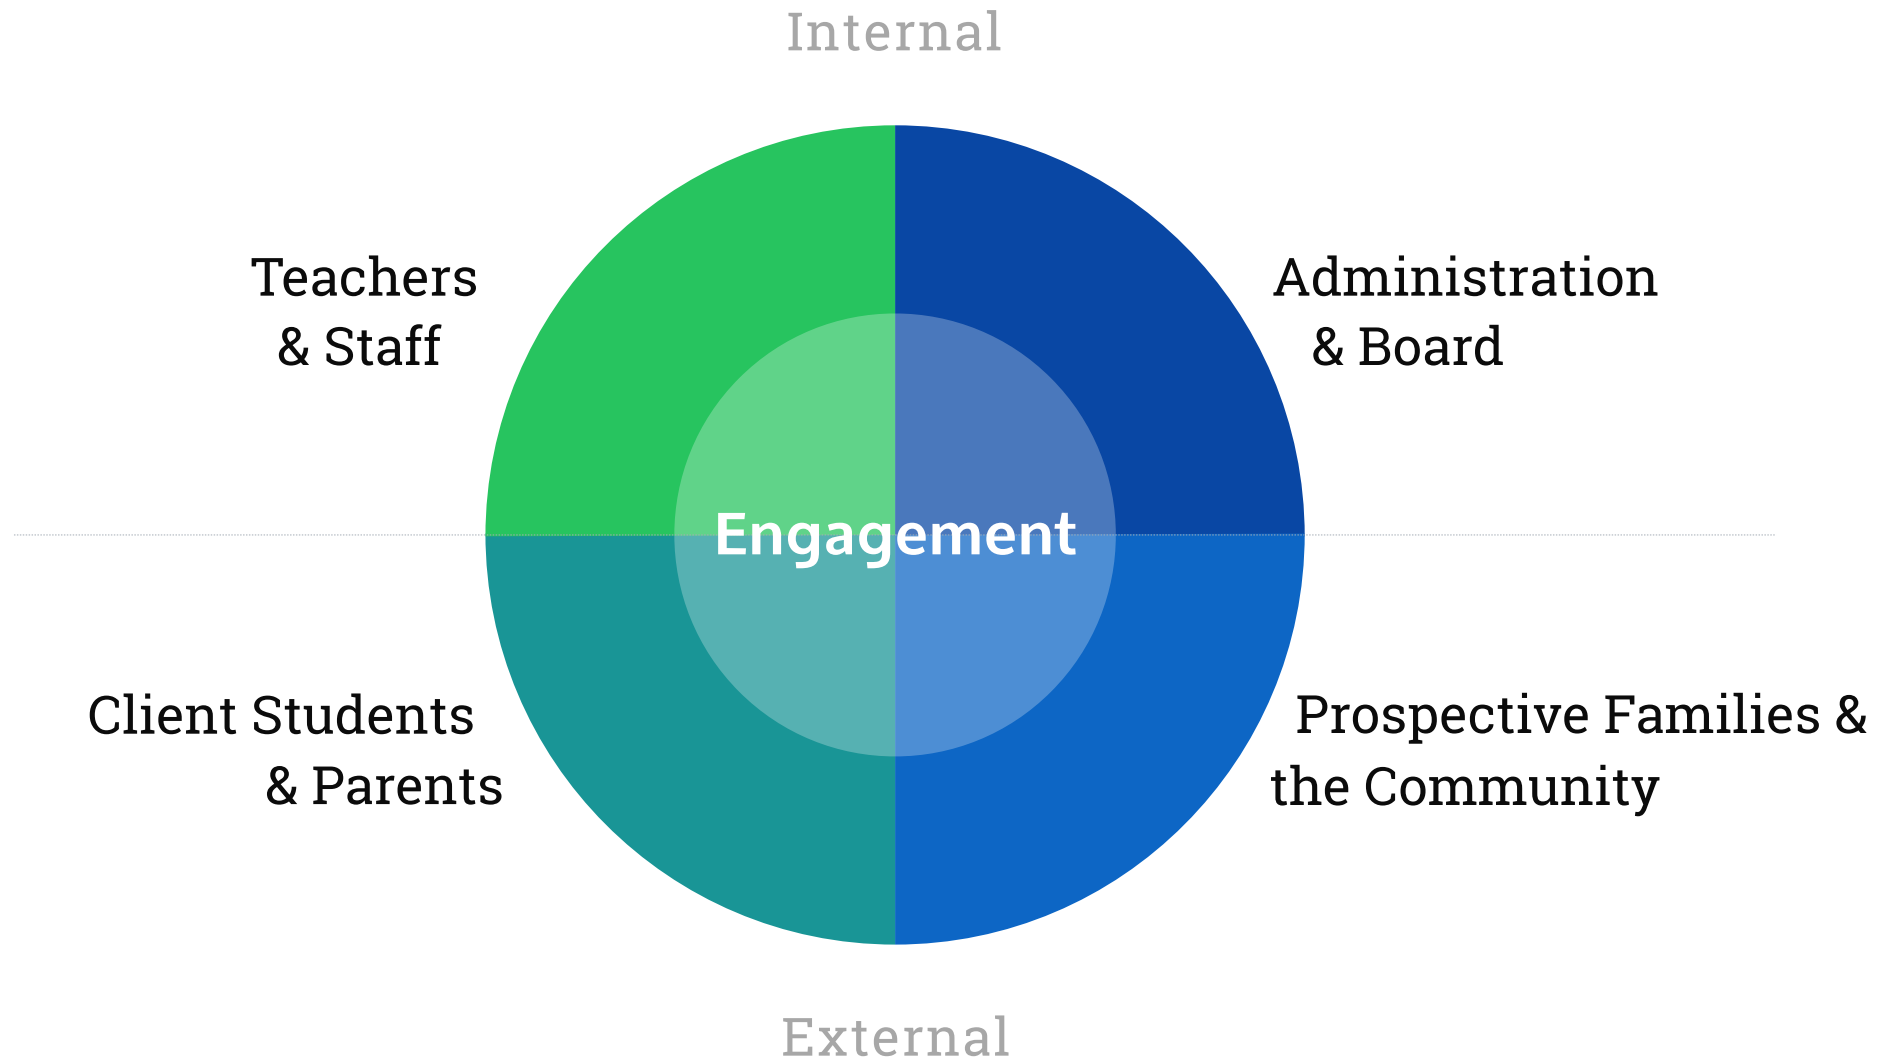 Internal
Teachers
& Staff
Administration
& Board
Engagement
Client Students
& Parents
Prospective Families &
the Community
External